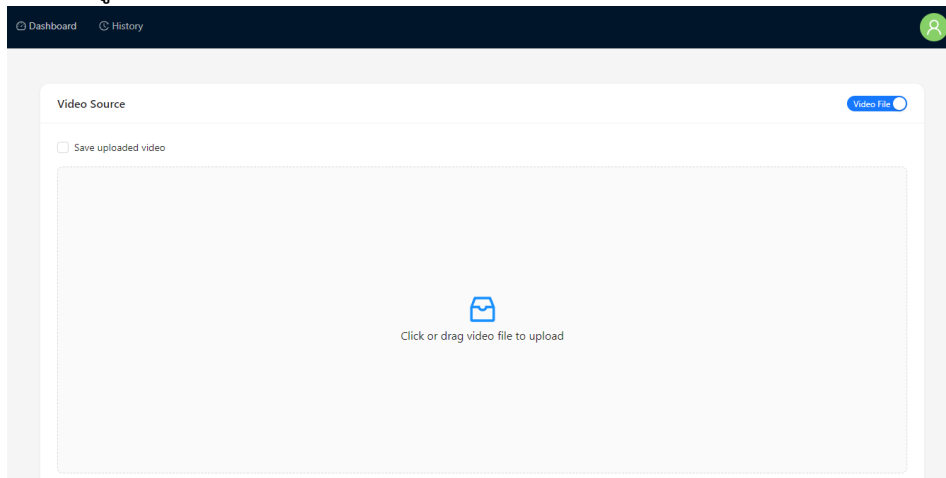 Dashboard History
Video Source Video File
Save uploaded video
Click or drag video file to upload